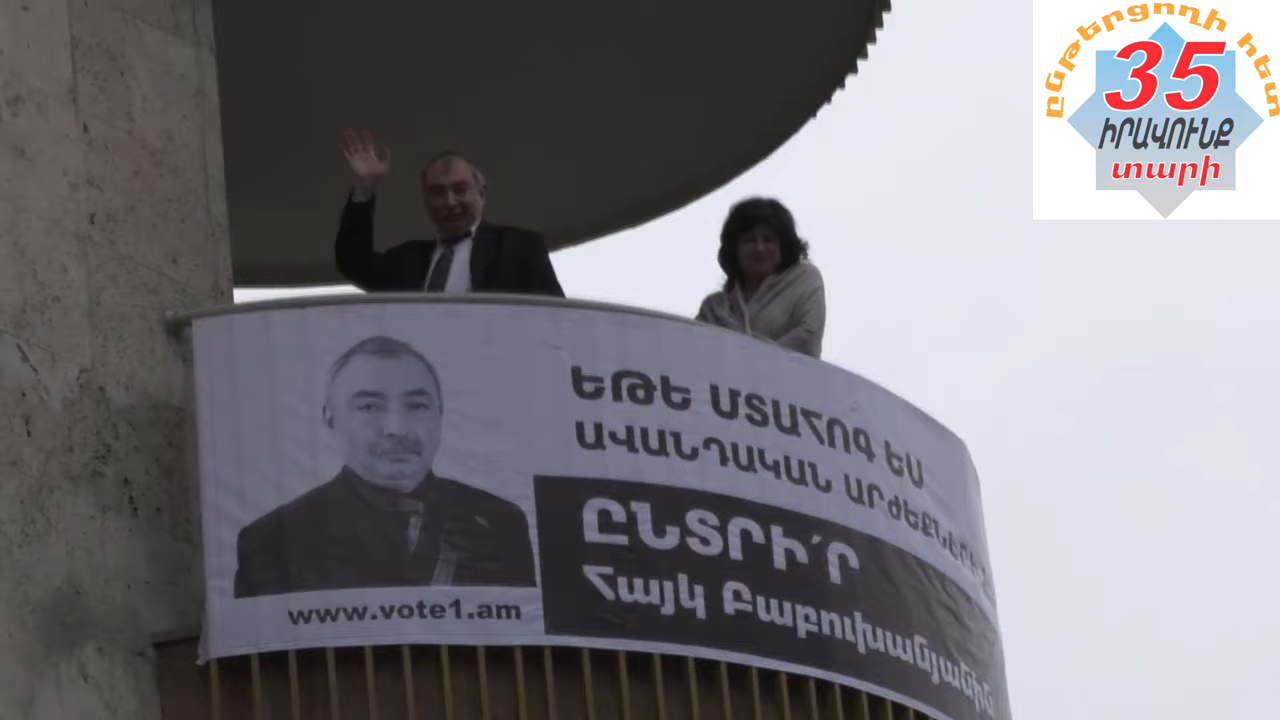 ընթերցողի հետ
35
ԻՐԱՎՈՒՆՔ
տարի
ԵԹԵ ՄՏԱՀՈԳ ԵՍ
ԱՎԱՆԴԱԿԱՆ ԱՐԺԵՔՆԵՐԻ
ԸՆՏՐԻ՛Ր
Հայկ Բաբուխանյանին
www.vote1.am